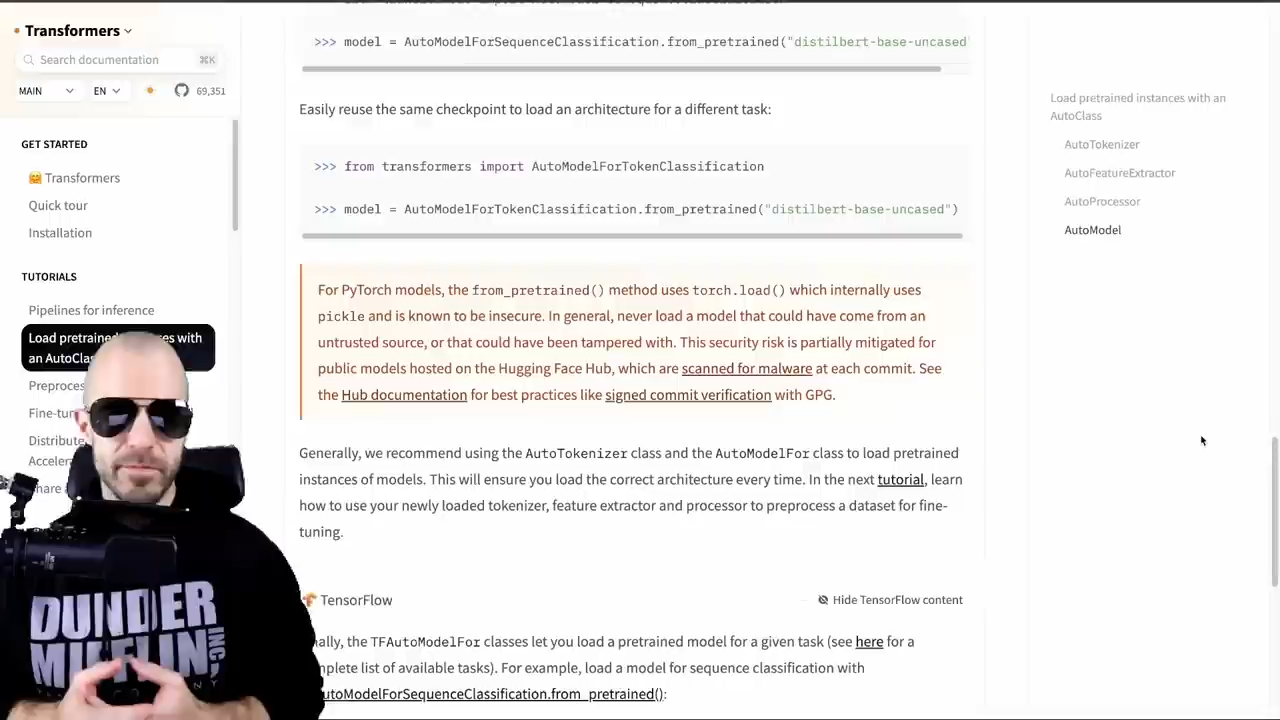 Transformers
Search documentation
⌘K
MAIN
EN
69,351
GET STARTED
🤗 Transformers
Quick tour
Installation
TUTORIALS
Pipelines for inference
Load pretrained with
an
>>> model = AutoModelForSequenceClassification.from_pretrained("distilbert-base-uncased"
Easily reuse the same checkpoint to load an architecture for a different task:
>>> from transformers import AutoModelForTokenClassification
>>> model = AutoModelForTokenClassification.from_pretrained("distilbert-base-uncased")
For PyTorch models, the from_pretrained() method uses torch.load() which internally uses
pickle and is known to be insecure. In general, never load a model that could have come from an
untrusted source, or that could have been tampered with. This security risk is partially mitigated for
public models hosted on the Hugging Face Hub, which are scanned for malware at each commit. See
the Hub documentation for best practices like signed commit verification with GPG.
Generally, we recommend using the AutoTokenizer class and the AutoModelFor class to load pretrained
instances of models. This will ensure you load the correct architecture every time. In the next tutorial, learn
how to use your newly loaded tokenizer, feature extractor and processor to preprocess a dataset for fine-
tuning.
TensorFlow
Hide TensorFlow content
the TFAutoModelFor classes let you load a pretrained model for a given task (see here for a
list of available tasks). For example, load a model for sequence classification with
AutoModelForSequenceClassification.from_pretrained():
Load pretrained instances with an
AutoClass
AutoTokenizer
AutoFeatureExtractor
AutoProcessor
AutoModel
DUNDER
MIFFLIN
INC.